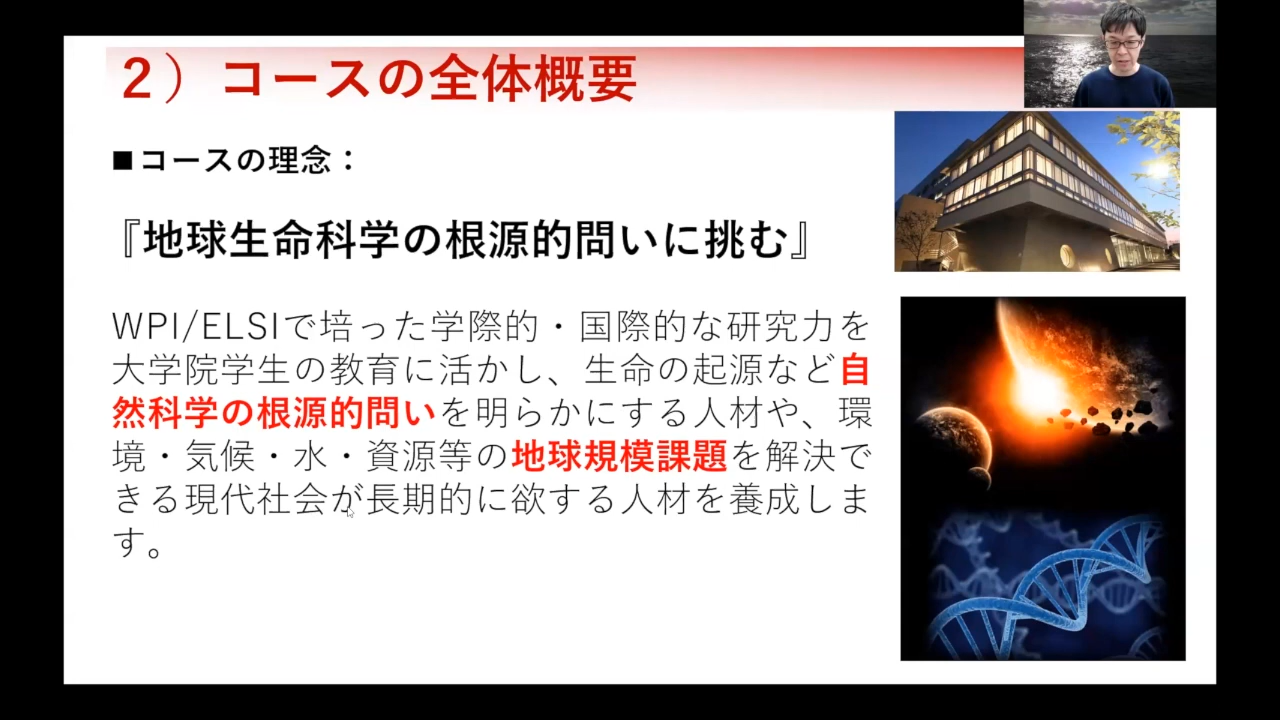 ２）コースの全体概要
■コースの理念：
『地球生命科学の根源的問いに挑む』
WPI/ELSIで培った学際的・国際的な研究力を
大学院学生の教育に活かし、生命の起源など自
然科学の根源的問いを明らかにする人材や、環
境・気候・水・資源等の地球規模課題を解決で
きる現代社会が長期的に欲する人材を養成しま
す。